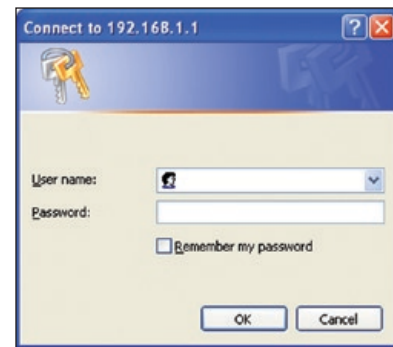 Connect to 192.168.1.1
User name:
Password:
Remember my password
OK
Cancel